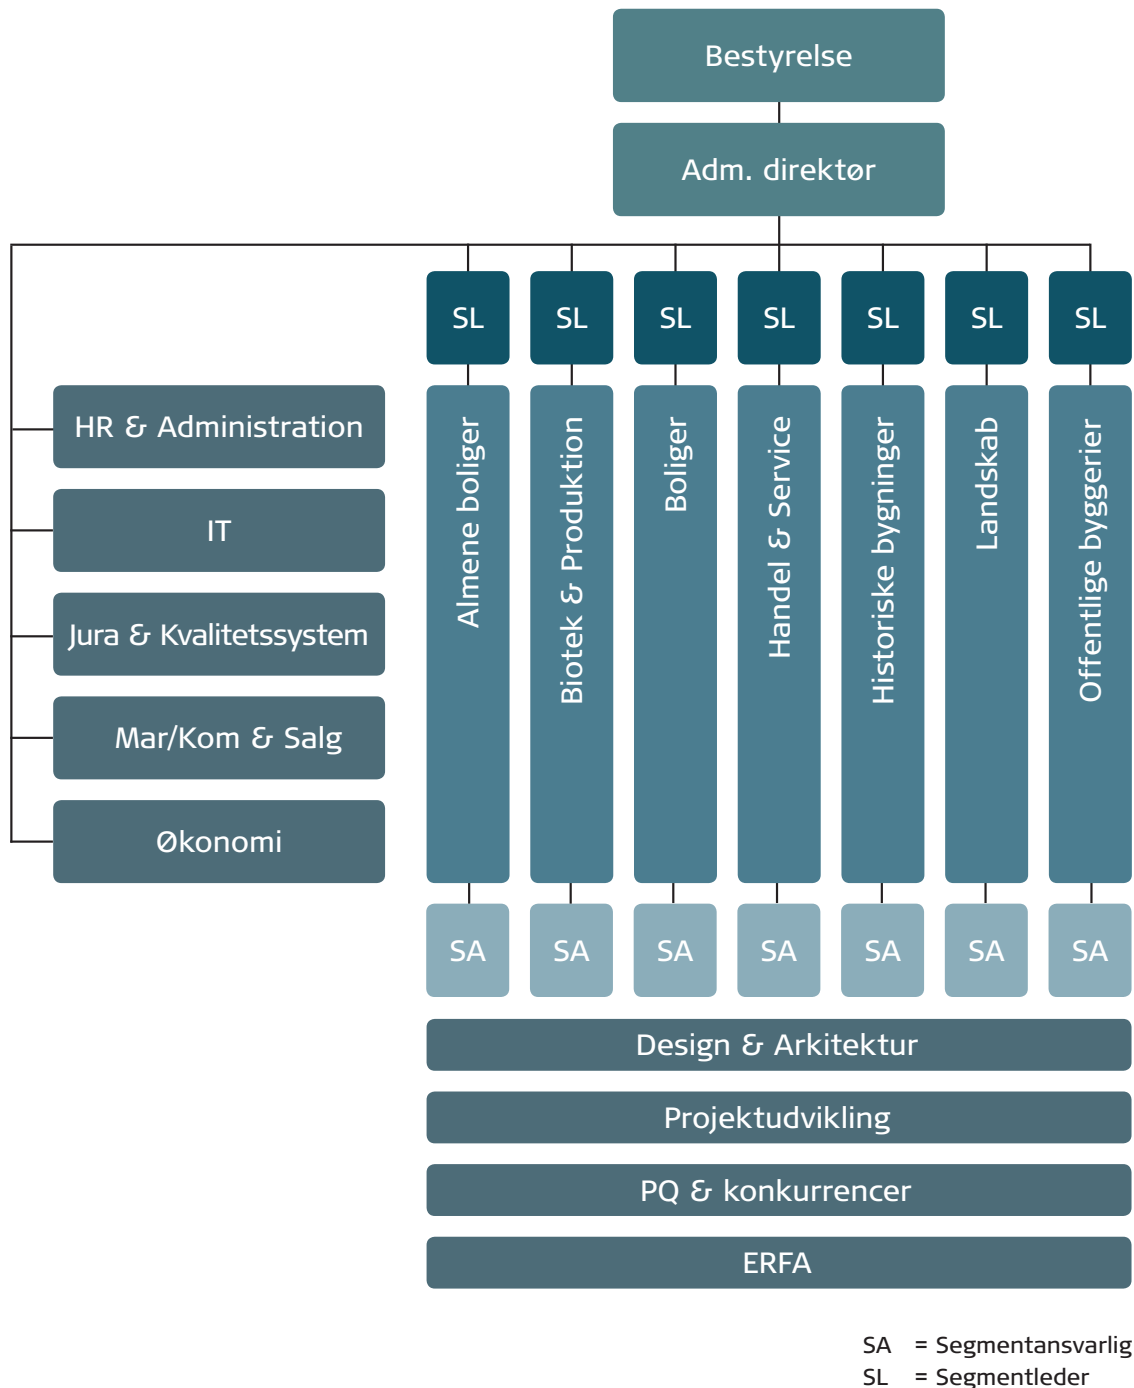 Bestyrelse
Adm. direktør
SL
SL
SL
SL
SL
SL
SL
HR & Administration
IT
Jura & Kvalitetssystem
Mar/Kom & Salg
Økonomi
Almene boliger
Biotek & Produktion
Boliger
Handel & Service
Historiske bygninger
Landskab
Offentlige byggerier
SA
SA
SA
SA
SA
SA
SA
Design & Arkitektur
Projektudvikling
PQ & konkurrencer
ERFA
SA = Segmentansvarlig
SL = Segmentleder